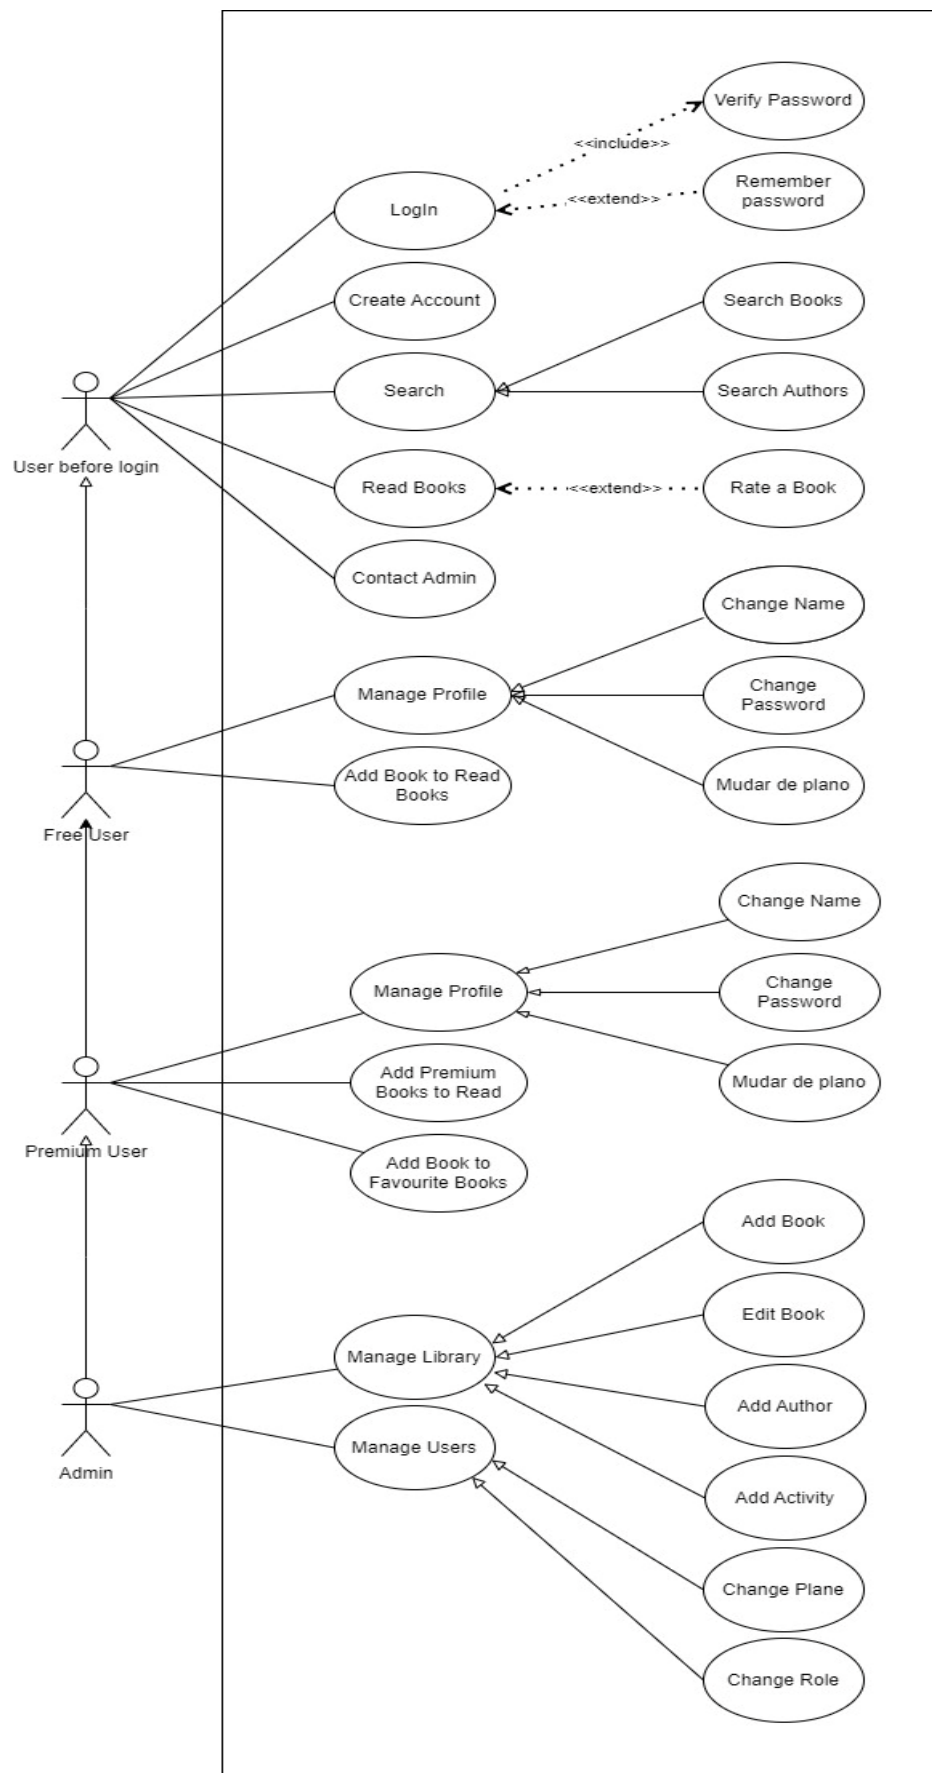 Verify Password
<<include>>
Remember
password
<<extend>>
LogIn
Create Account
Search Books
Search
Search Authors
User before login
Read Books
<<extend>>
Rate a Book
Contact Admin
Change Name
Manage Profile
Change
Password
Add Book to Read
Books
Mudar de plano
Free User
Change Name
Manage Profile
Change
Password
Add Premium
Books to Read
Mudar de plano
Premium User
Add Book to
Favourite Books
Add Book
Edit Book
Manage Library
Add Author
Manage Users
Admin
Add Activity
Change Plane
Change Role